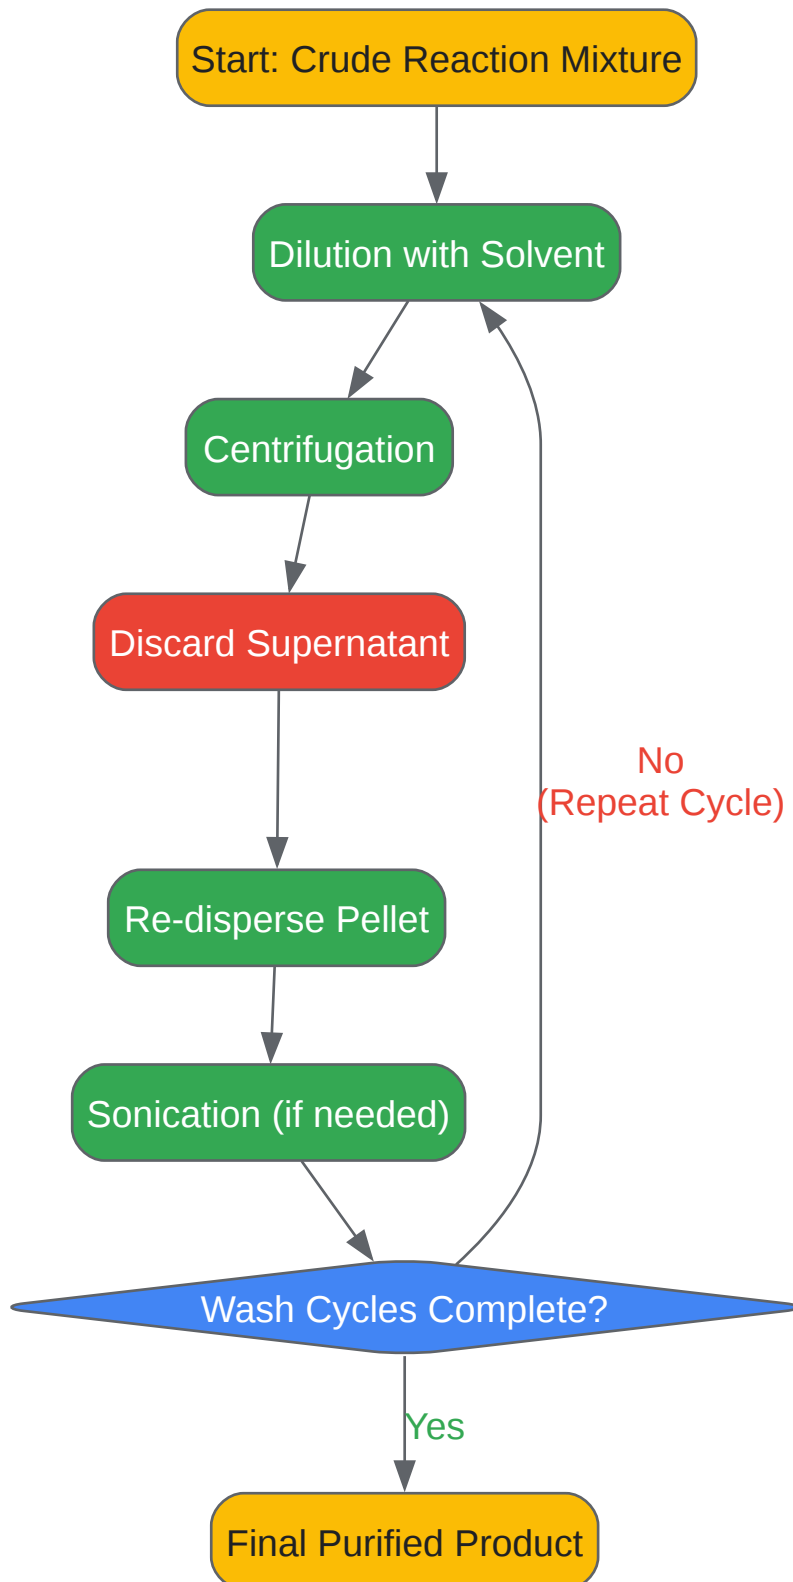 Start: Crude Reaction Mixture
Dilution with Solvent
Centrifugation
Discard Supernatant
No
(Repeat Cycle)
Re-disperse Pellet
Sonication (if needed)
Wash Cycles Complete?
Yes
Final Purified Product